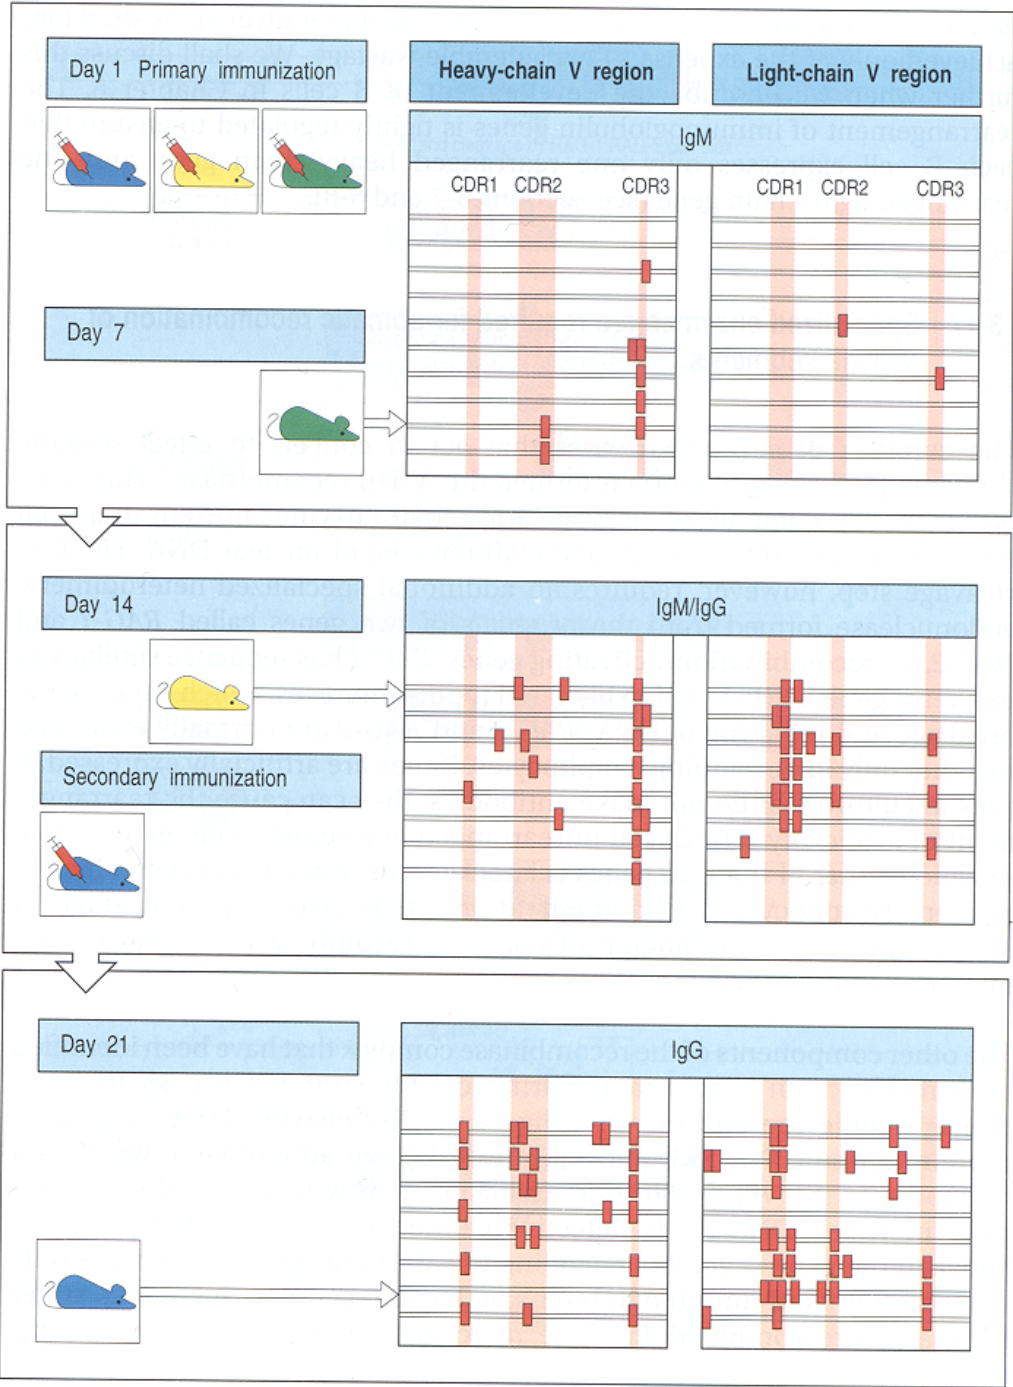 Day 1 Primary immunization
Heavy-chain V region
Light-chain V region
IgM
CDR1 CDR2 CDR3
CDR1 CDR2 CDR3
Day 7
Day 14
IgM/IgG
Secondary immunization
Day 21
IgG